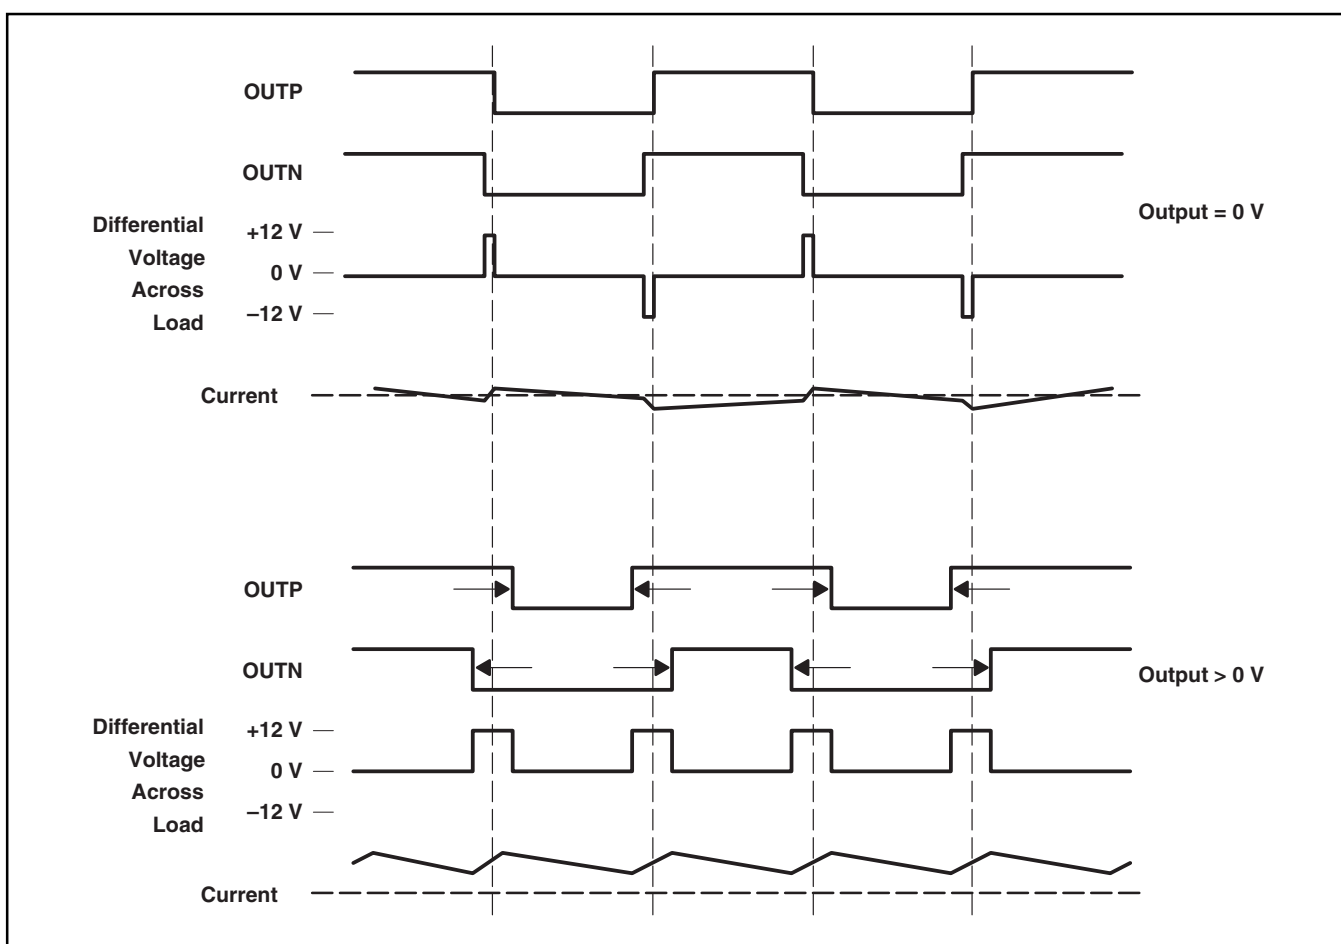 OUTP
OUTN
Output = 0 V
Differential
Voltage
Across
Load
+12 V
0 V
–12 V
Current
OUTP
OUTN
Output > 0 V
Differential
Voltage
Across
Load
+12 V
0 V
–12 V
Current